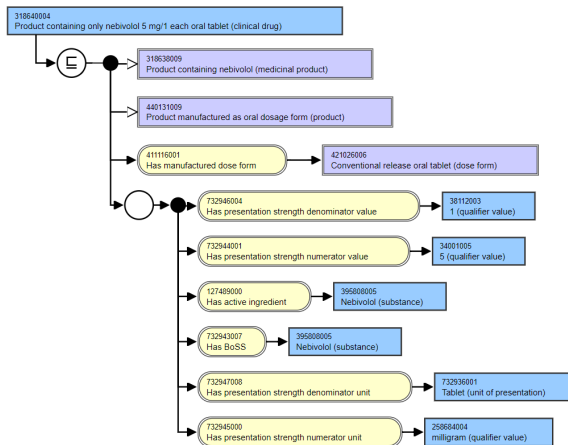 318640004
Product containing only nebivolol 5 mg/1 each oral tablet (clinical drug)
⊑
318638009
Product containing nebivolol (medicinal product)
440131009
Product manufactured as oral dosage form (product)
411116001
Has manufactured dose form
421026006
Conventional release oral tablet (dose form)
732946004
Has presentation strength denominator value
38112003
1 (qualifier value)
732944001
Has presentation strength numerator value
34001005
5 (qualifier value)
127489000
Has active ingredient
395808005
Nebivolol (substance)
732943007
Has BoSS
395808005
Nebivolol (substance)
732947008
Has presentation strength denominator unit
732936001
Tablet (unit of presentation)
732945000
Has presentation strength numerator unit
258684004
milligram (qualifier value)